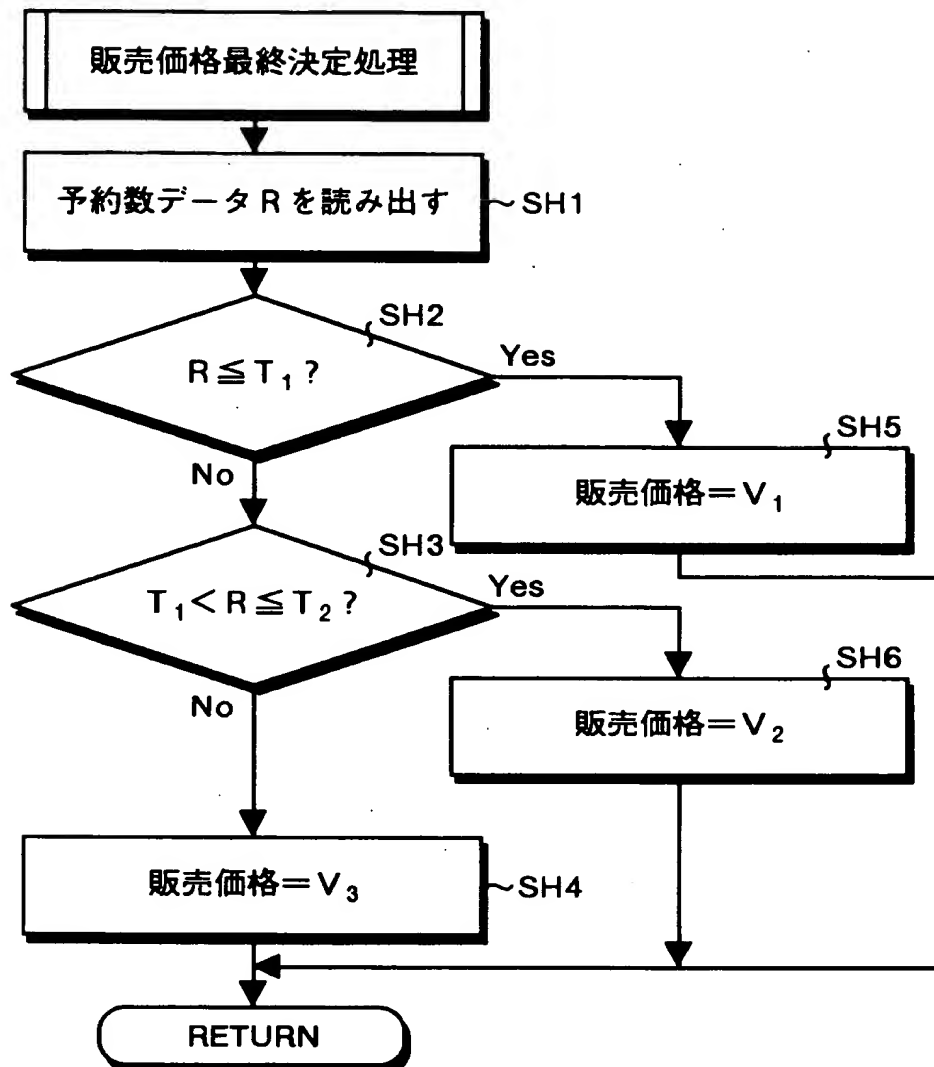 販売価格最終決定処理
予約数データRを読み出す
SH1
SH2
R≦T₁?
Yes
No
SH5
販売価格=V₁
SH3
T₁<R≦T₂?
Yes
No
SH6
販売価格=V₂
販売価格=V₃
SH4
RETURN